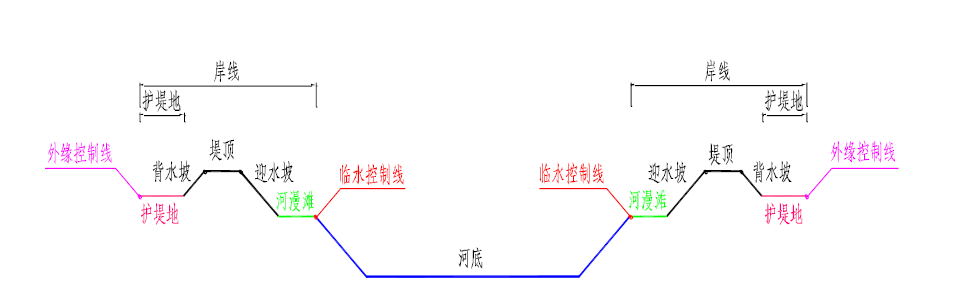 岸线
岸线
护堤地
护堤地
外缘控制线
背水坡
堤顶
迎水坡
临水控制线
临水控制线
迎水坡
堤顶
背水坡
外缘控制线
护堤地
河漫滩
河漫滩
护堤地
河底